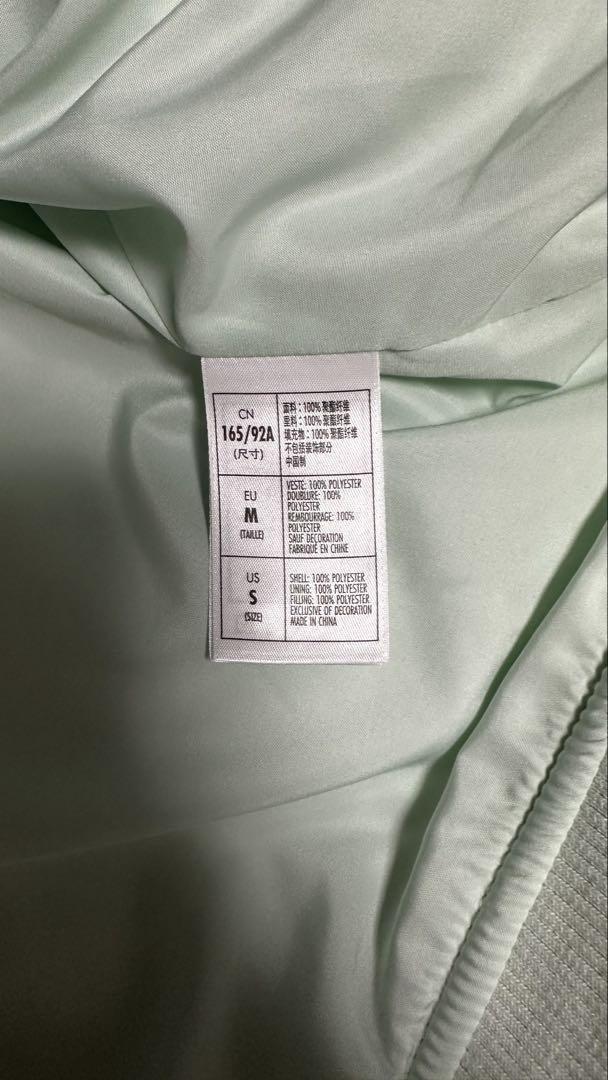 CN
165/92A
(尺寸)
面料：100%聚酯纤维
里料：100%聚酯纤维
填充物：100%聚酯纤维
不包括装饰部分
中国制
EU
M
(TAILLE)
VESTE: 100% POLYESTER
DOUBLURE: 100%
POLYESTER
REMBOURRAGE: 100%
POLYESTER
SAUF DECORATION
FABRIQUÉ EN CHINE
US
S
(SIZE)
SHELL: 100% POLYESTER
LINING: 100% POLYESTER
FILLING: 100% POLYESTER
EXCLUSIVE OF DECORATION
MADE IN CHINA